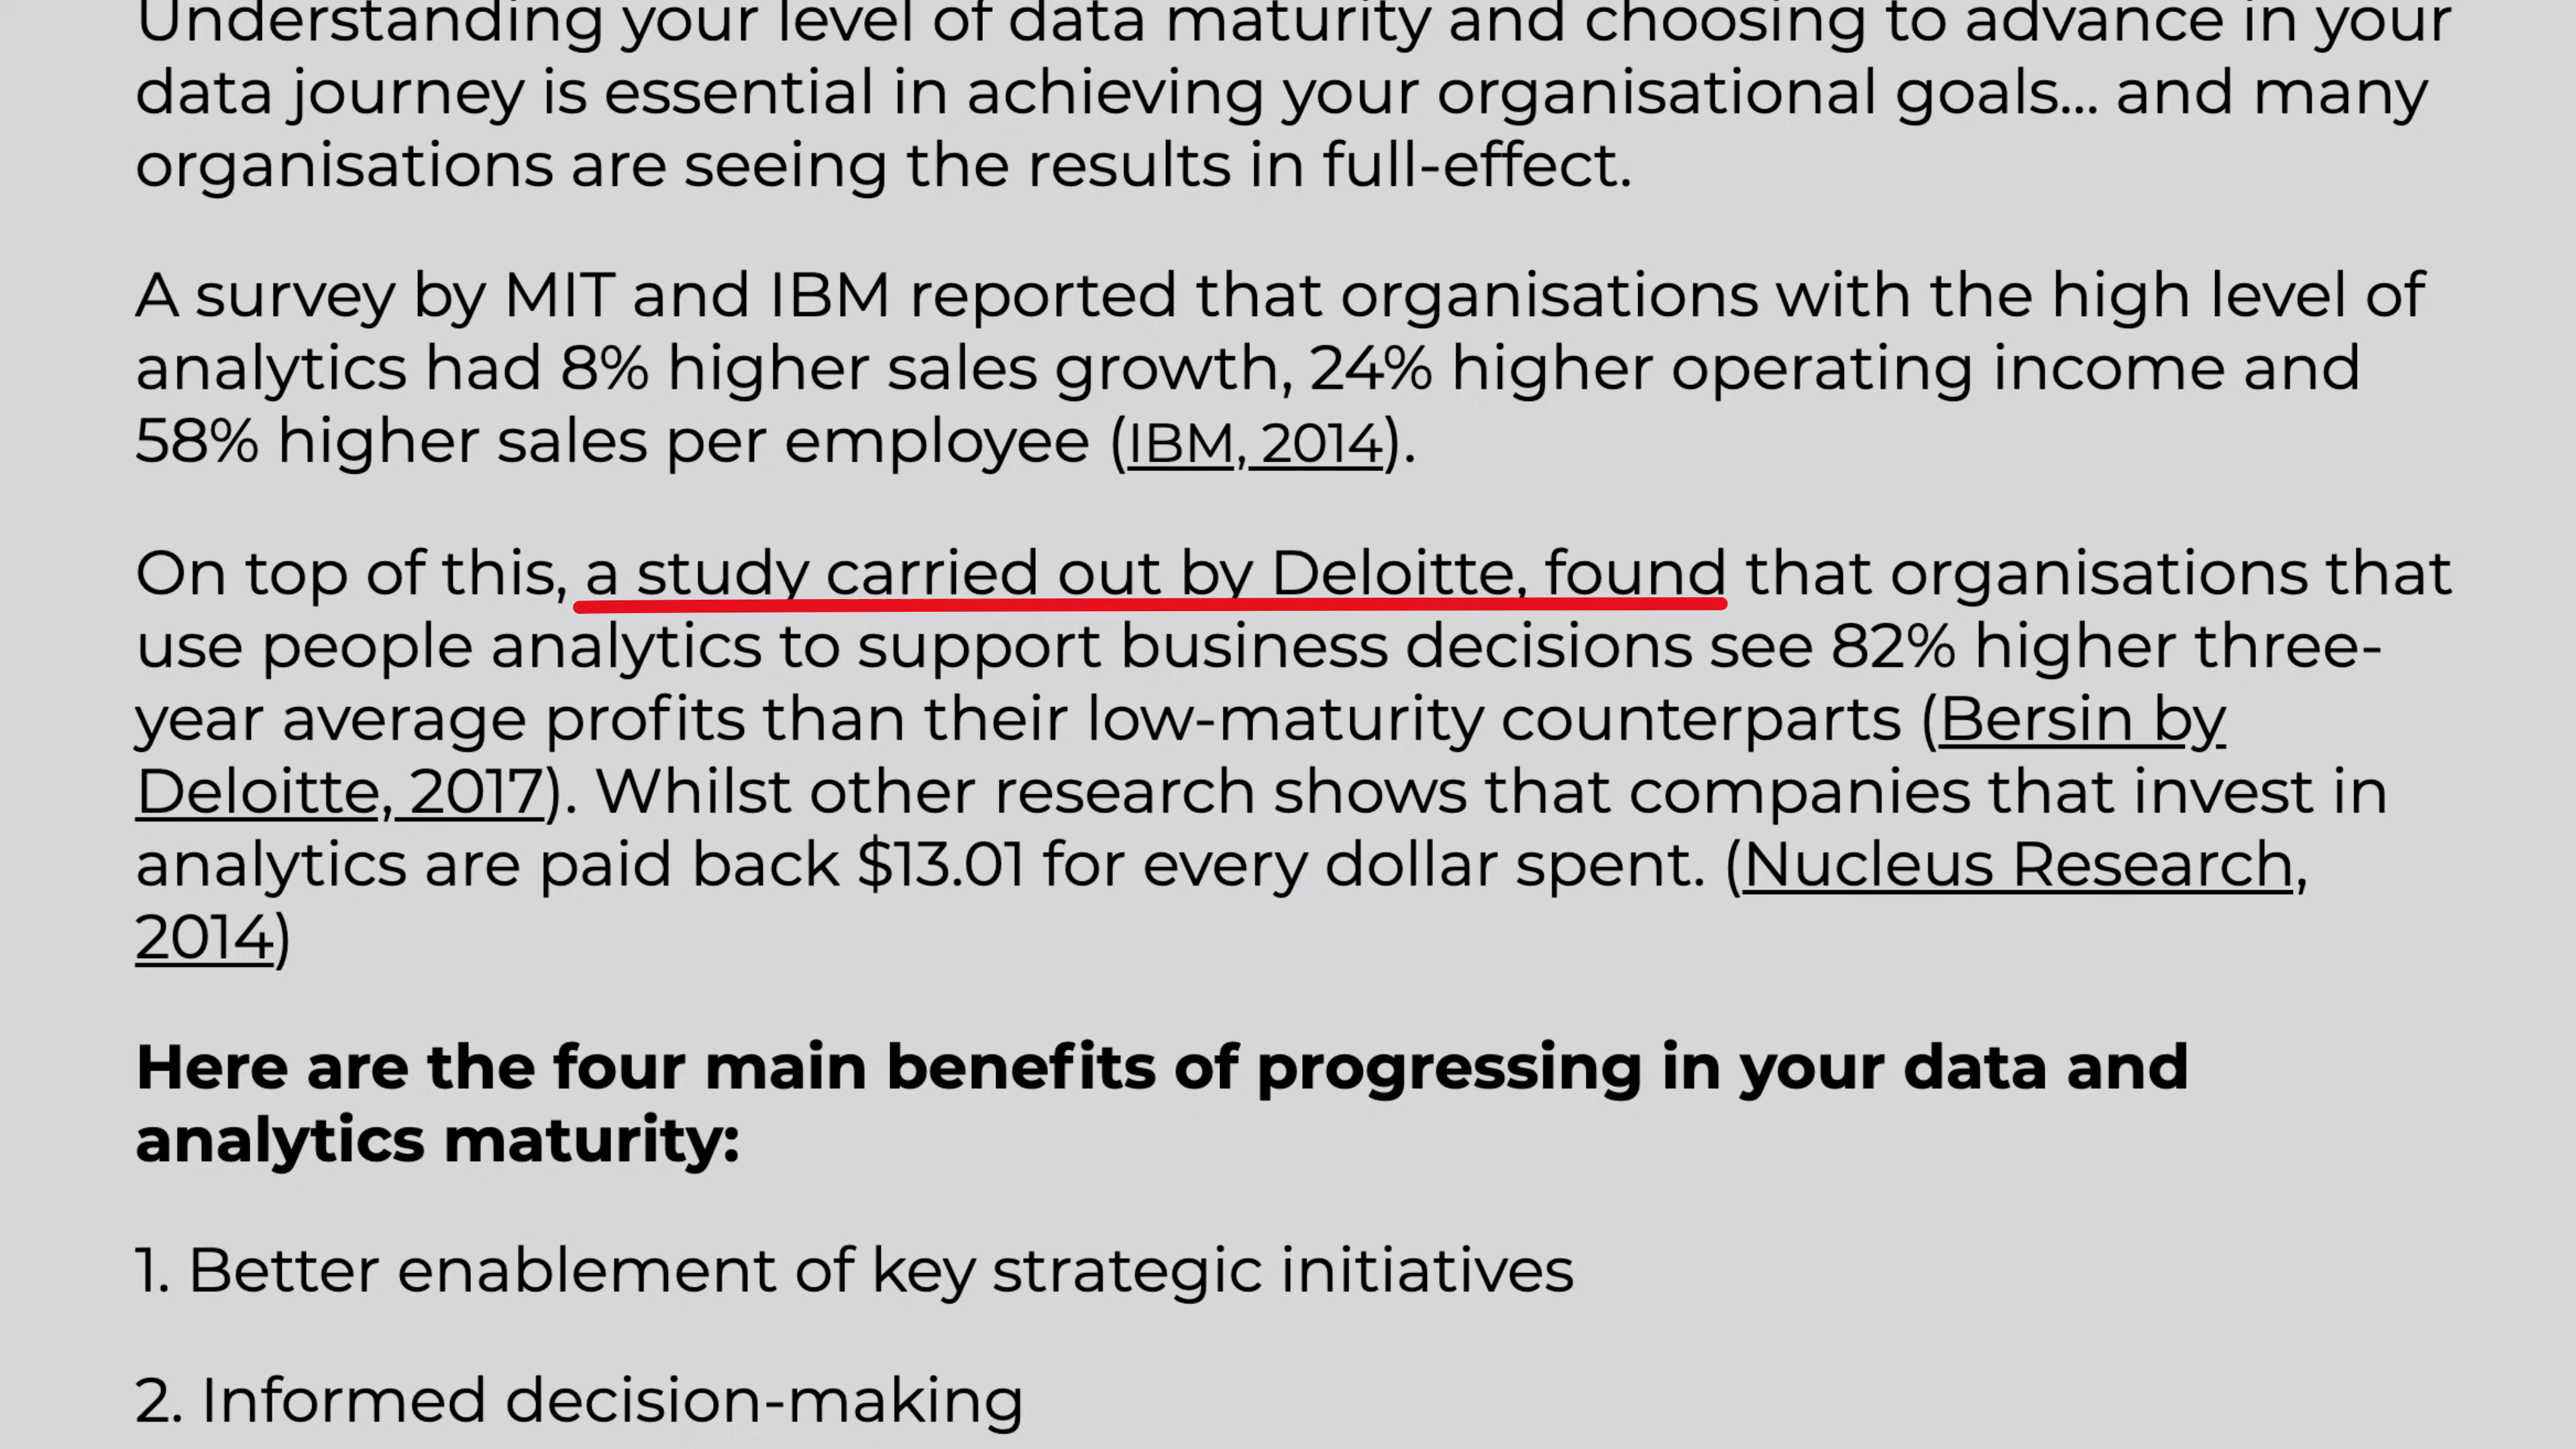 Understanding your level of data maturity and choosing to advance in your
data journey is essential in achieving your organisational goals... and many
organisations are seeing the results in full-effect.
A survey by MIT and IBM reported that organisations with the high level of
analytics had 8% higher sales growth, 24% higher operating income and
58% higher sales per employee (IBM, 2014).
On top of this, a study carried out by Deloitte, found that organisations that
use people analytics to support business decisions see 82% higher three-
year average profits than their low-maturity counterparts (Bersin by
Deloitte, 2017). Whilst other research shows that companies that invest in
analytics are paid back $13.01 for every dollar spent. (Nucleus Research,
2014)
Here are the four main benefits of progressing in your data and
analytics maturity:
1. Better enablement of key strategic initiatives
2. Informed decision-making